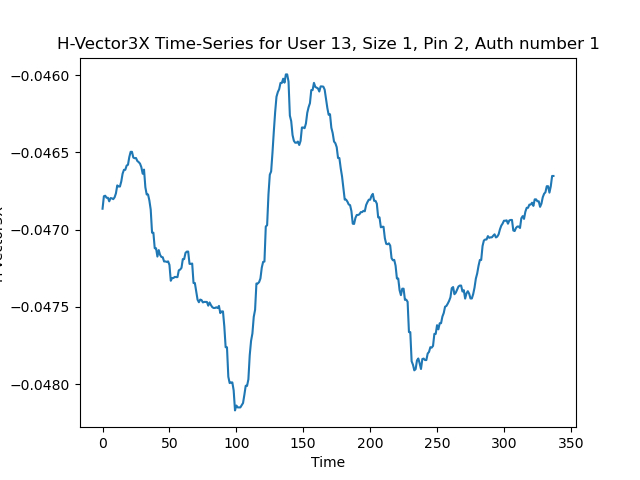 H-Vector3X Time-Series for User 13, Size 1, Pin 2, Auth number 1
−0.0460
−0.0465
−0.0470
−0.0475
−0.0480
0 50 100 150 200 250 300 350
Time